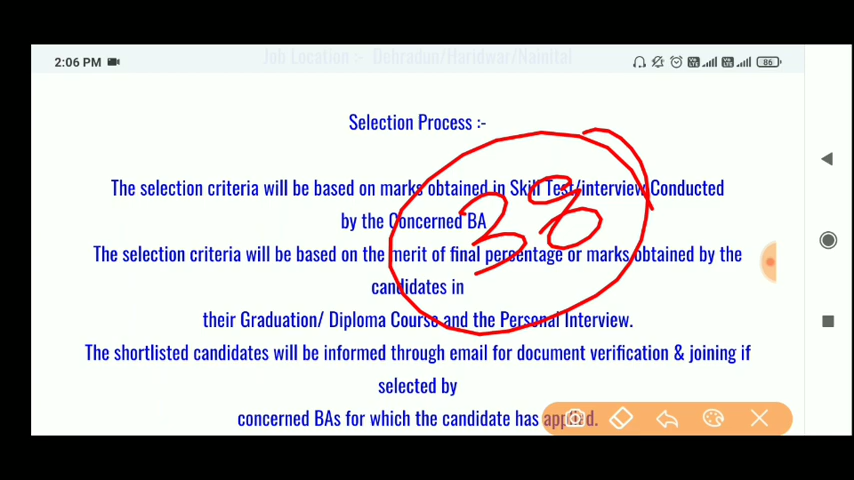 Job Location :- Dehradun/Haridwar/Nainital
2:06 PM
86
Selection Process :-
The selection criteria will be based on marks obtained in Skill Test/interview Conducted
by the Concerned BA
The selection criteria will be based on the merit of final percentage or marks obtained by the
candidates in
their Graduation/ Diploma Course and the Personal Interview.
The shortlisted candidates will be informed through email for document verification & joining if
selected by
concerned BAs for which the candidate has applied.